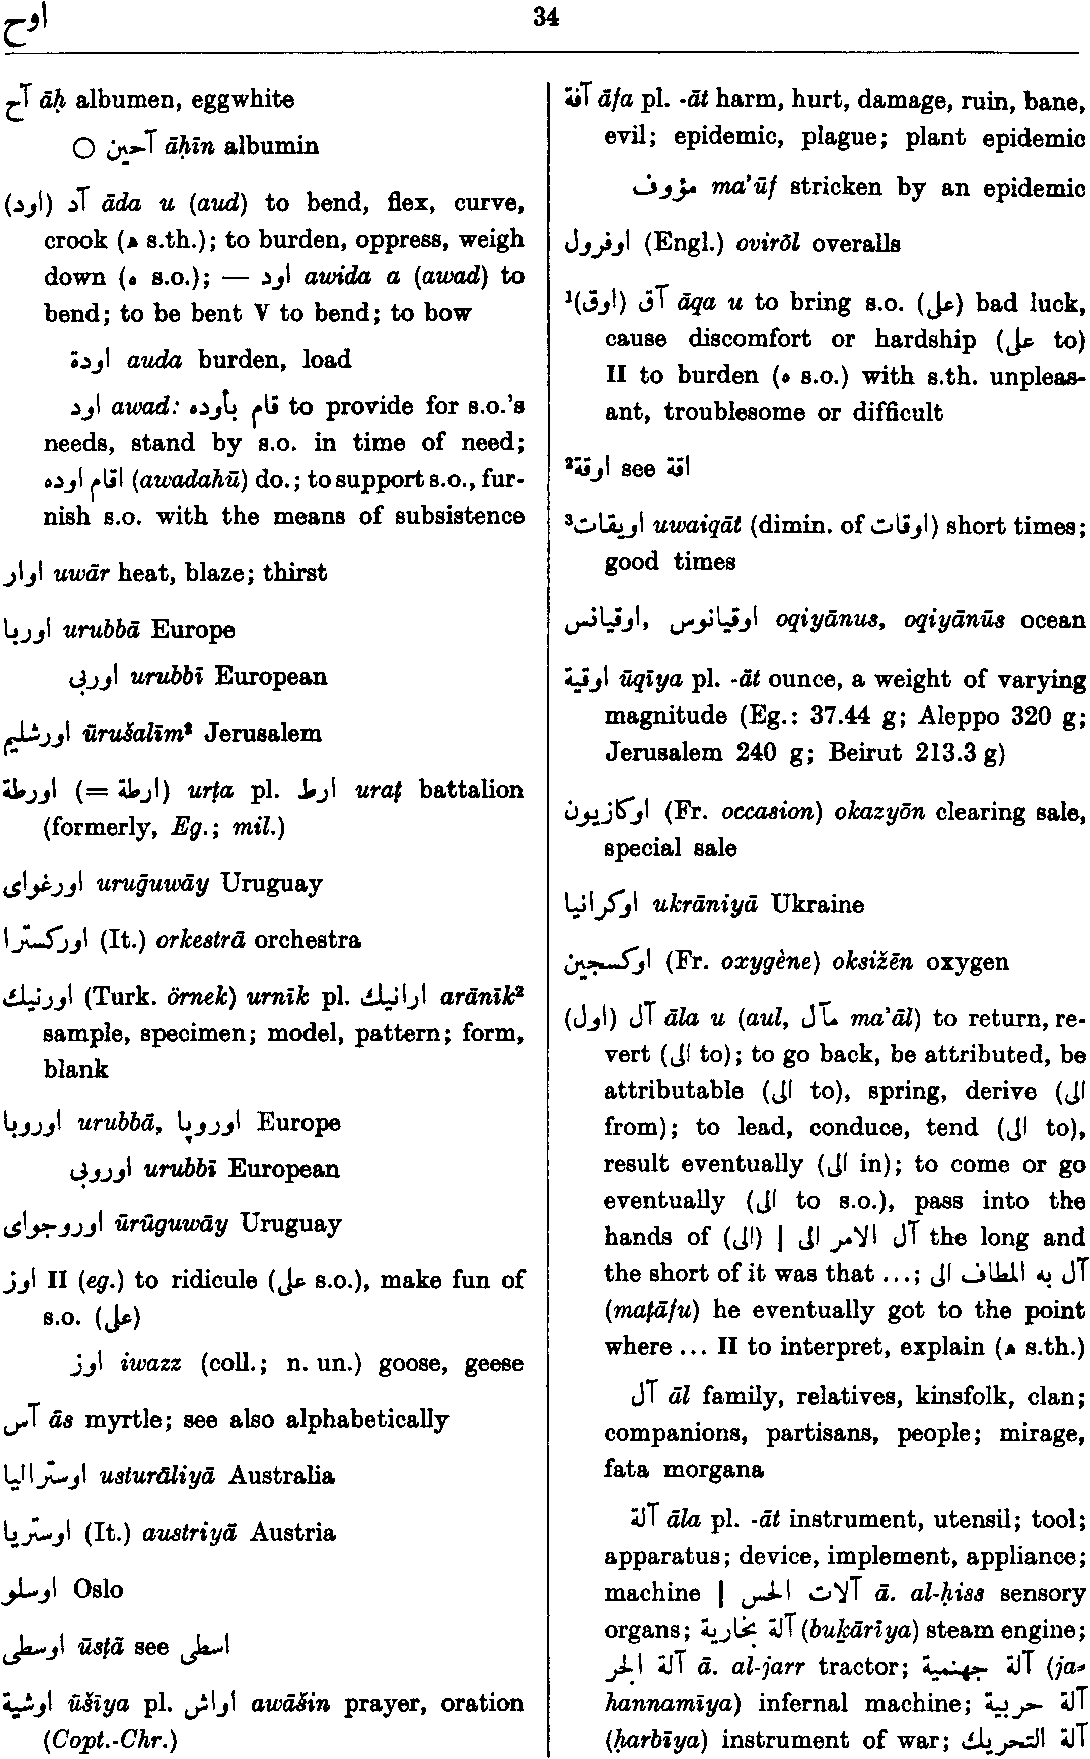 اوح
34
آح āḥ albumen, eggwhite
○ آحين āḥīn albumin
(اود) آد āda u (aud) to bend, flex, curve,
crook (ﻫ s.th.); to burden, oppress, weigh
down (ه s.o.); — اود awida a (awad) to
bend; to be bent V to bend; to bow
اودة auda burden, load
اود awad: قام بأوده to provide for s.o.'s
needs, stand by s.o. in time of need;
اقام اوده (awadahū) do.; to support s.o., fur-
nish s.o. with the means of subsistence
اوار uwār heat, blaze; thirst
اوربا urubbā Europe
اوربى urubbī European
اورشليم ūrušalīm² Jerusalem
اورطة (= ارطة) urṭa pl. ارط uraṭ battalion
(formerly, Eg.; mil.)
اورغواى uruḡuwāy Uruguay
اوركسترا (It.) orkestrā orchestra
اورنيك (Turk. örnek) urnīk pl. ارانيك arānīk²
sample, specimen; model, pattern; form,
blank
اوروبا urubbā, اوروپا Europe
اوروبى urubbī European
اوروجواى ūrūguwāy Uruguay
اوز II (eg.) to ridicule (على s.o.), make fun of
s.o. (على)
اوز iwazz (coll.; n. un.) goose, geese
آس ās myrtle; see also alphabetically
اوستراليا usturāliyā Australia
اوستريا (It.) austriyā Austria
اوسلو Oslo
اوسطى ūsṭā see اسطى
اوشية ūšīya pl. اواش awāšin prayer, oration
(Copt.-Chr.)
آفة āfa pl. -āt harm, hurt, damage, ruin, bane,
evil; epidemic, plague; plant epidemic
مؤوف ma'ūf stricken by an epidemic
اوفرول (Engl.) ovirōl overalls
¹(اوق) آق āqa u to bring s.o. (على) bad luck,
cause discomfort or hardship (على to)
II to burden (ه s.o.) with s.th. unpleas-
ant, troublesome or difficult
²اوقة see اقة
³اويقات uwaiqāt (dimin. of اوقات) short times;
good times
اوقيانوس, اوقيانس oqiyānus, oqiyānūs ocean
اوقية ūqīya pl. -āt ounce, a weight of varying
magnitude (Eg.: 37.44 g; Aleppo 320 g;
Jerusalem 240 g; Beirut 213.3 g)
اوكازيون (Fr. occasion) okazyōn clearing sale,
special sale
اوكرانيا ukrāniyā Ukraine
اوكسجين (Fr. oxygène) oksižēn oxygen
(اول) آل āla u (aul, مآل ma'āl) to return, re-
vert (الى to); to go back, be attributed, be
attributable (الى to), spring, derive (الى
from); to lead, conduce, tend (الى to),
result eventually (الى in); to come or go
eventually (الى to s.o.), pass into the
hands of (الى) | آل الامر الى the long and
the short of it was that ...; آل به المطاف الى
(maṭāfu) he eventually got to the point
where ... II to interpret, explain (ﻫ s.th.)
آل āl family, relatives, kinsfolk, clan;
companions, partisans, people; mirage,
fata morgana
آلة āla pl. -āt instrument, utensil; tool;
apparatus; device, implement, appliance;
machine | آلات الحس ā. al-ḥiss sensory
organs; آلة بخارية (buḵārīya) steam engine;
آلة الجر ā. al-jarr tractor; آلة جهنمية (ja-
hannamīya) infernal machine; آلة حربية
(ḥarbīya) instrument of war; آلة التحريك